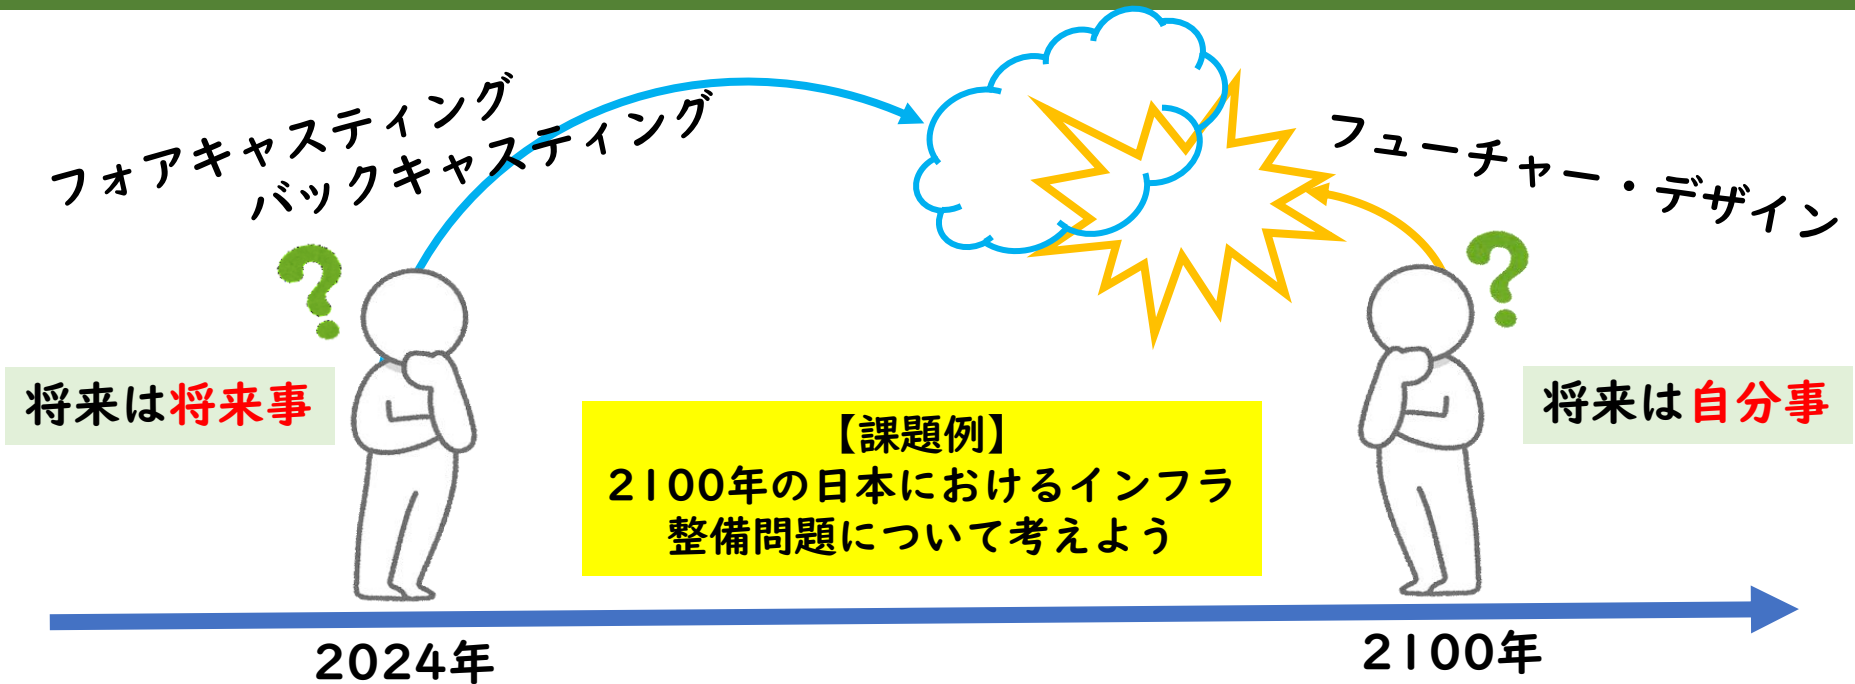 フォアキャスティング
バックキャスティング
フューチャー・デザイン
将来は将来事
将来は自分事
【課題例】
2100年の日本におけるインフラ
整備問題について考えよう
2024年
2100年